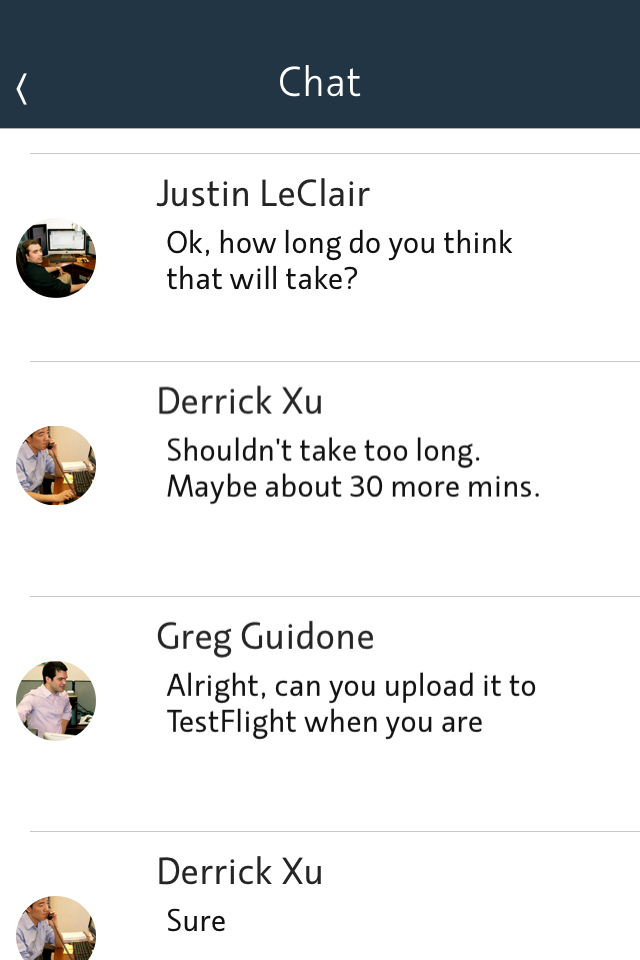 Chat
Justin LeClair
Ok, how long do you think
that will take?
Derrick Xu
Shouldn't take too long.
Maybe about 30 more mins.
Greg Guidone
Alright, can you upload it to
TestFlight when you are
Derrick Xu
Sure